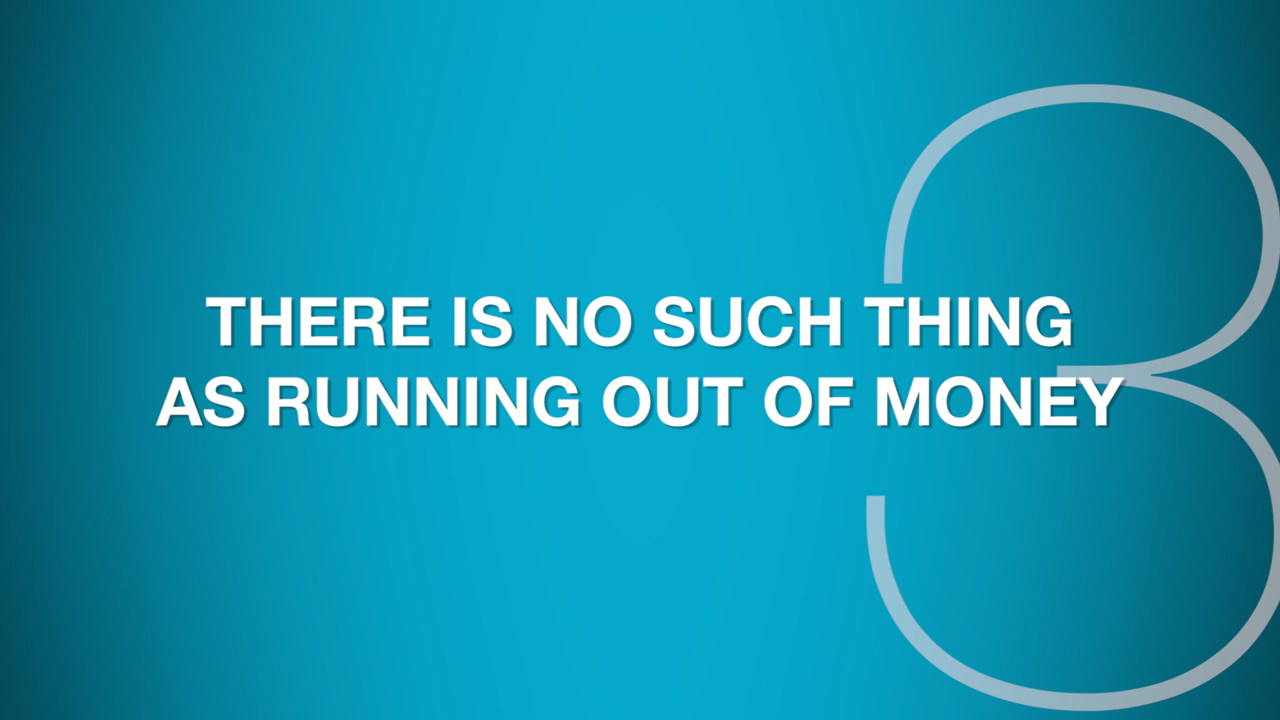 THERE IS NO SUCH THING
AS RUNNING OUT OF MONEY
3